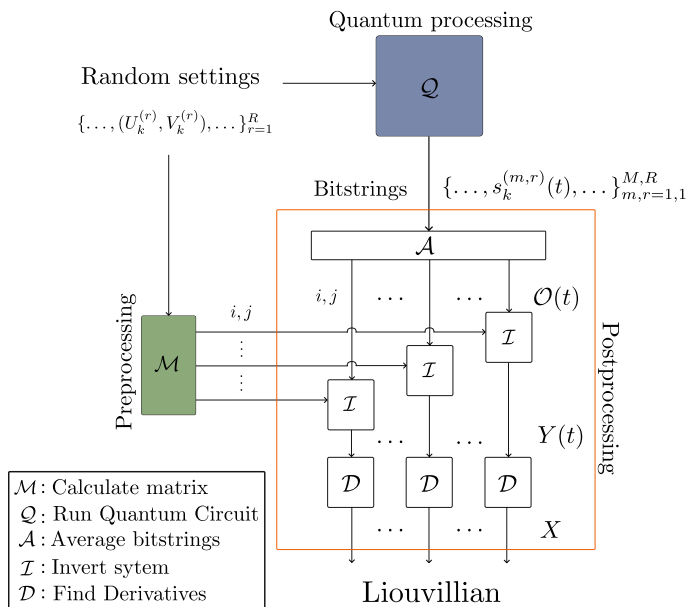 Quantum processing
Random settings
𝒬
{..., (U_k^{(r)}, V_k^{(r)}), ...}_{r=1}^R
Bitstrings
{..., s_k^{(m,r)}(t), ...}_{m,r=1,1}^{M,R}
𝒜
i, j
i, j
... ...
𝒪(t)
Preprocessing
ℳ
⋮
⋮
ℐ
ℐ
ℐ
Postprocessing
... ...
Y(t)
𝒟 𝒟 𝒟
... ...
X
Liouvillian
ℳ: Calculate matrix
𝒬: Run Quantum Circuit
𝒜: Average bitstrings
ℐ: Invert sytem
𝒟: Find Derivatives